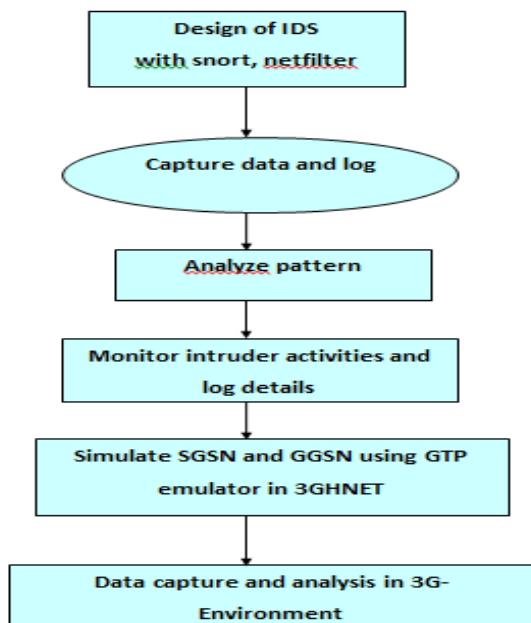 Design of IDS
with snort, netfilter
Capture data and log
Analyze pattern
Monitor intruder activities and
log details
Simulate SGSN and GGSN using GTP
emulator in 3GHNET
Data capture and analysis in 3G-
Environment